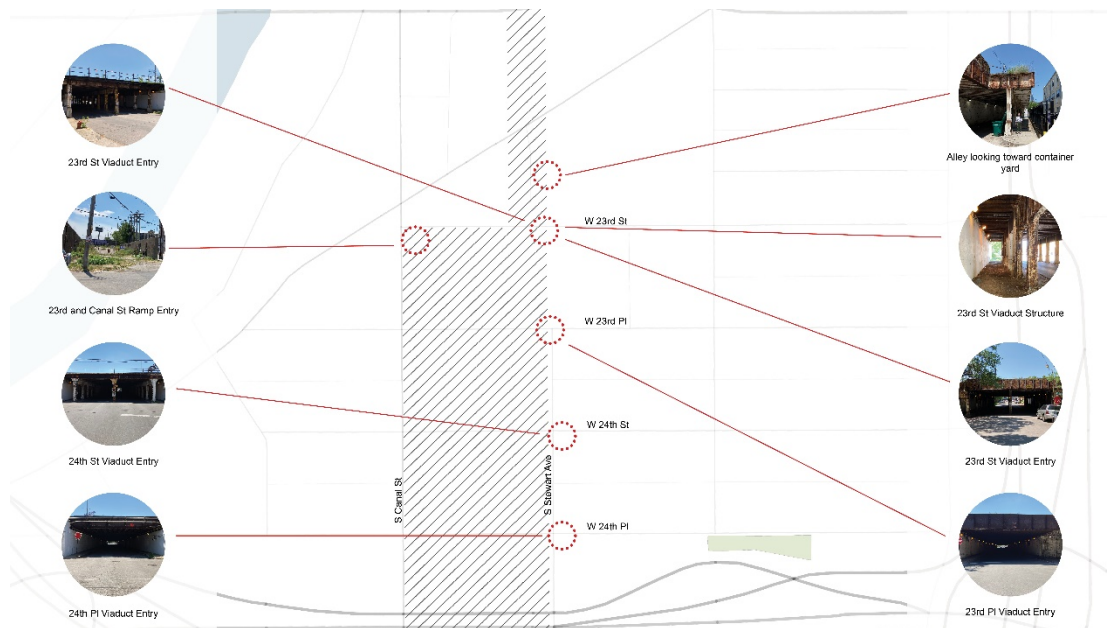 23rd St Viaduct Entry
23rd and Canal St Ramp Entry
24th St Viaduct Entry
24th Pl Viaduct Entry
S Canal St
S Stewart Ave
W 23rd St
W 23rd Pl
W 24th St
W 24th Pl
Alley looking toward container
yard
23rd St Viaduct Structure
23rd St Viaduct Entry
23rd Pl Viaduct Entry